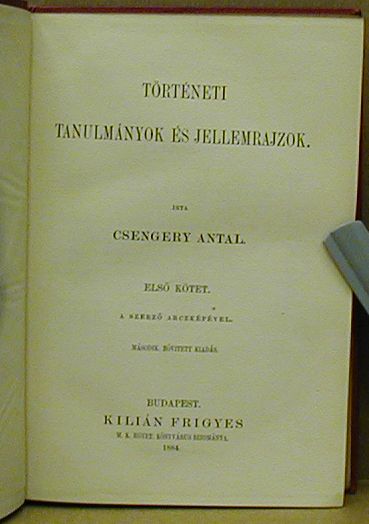 TÖRTÉNETI
TANULMÁNYOK ÉS JELLEMRAJZOK.
IRTA
CSENGERY ANTAL.
ELSŐ KÖTET.
A SZERZŐ ARCZKÉPÉVEL.
MÁSODIK, BŐVITETT KIADÁS.
BUDAPEST.
KILIÁN FRIGYES
M. K. EGYET. KÖNYVÁRUS BIZOMÁNYA.
1884.